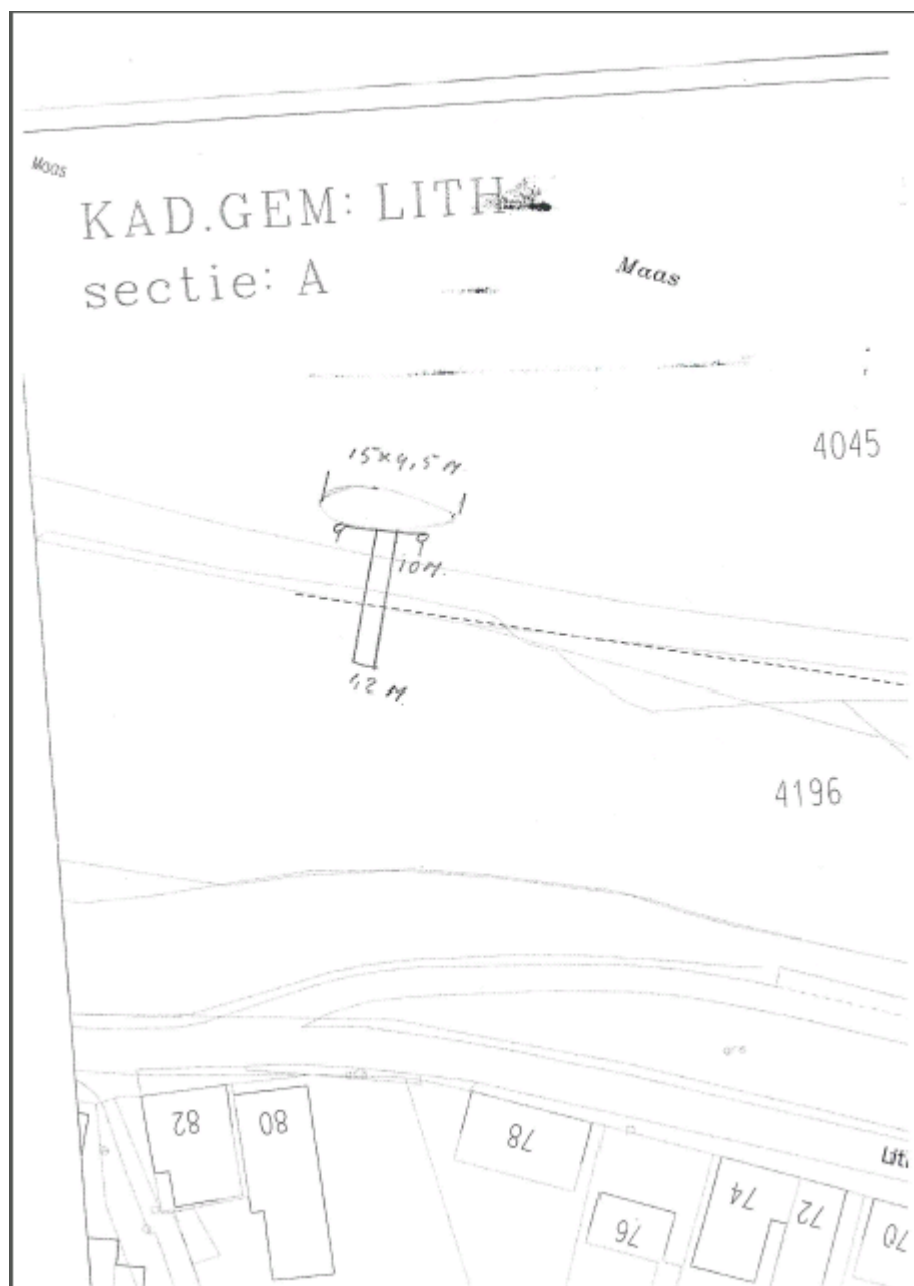 Maas
KAD.GEM: LITH
sectie: A
Maas
4045
15x4,5 M.
10 M.
1,2 M.
4196
82
80
78
76
74
72
70
Lit